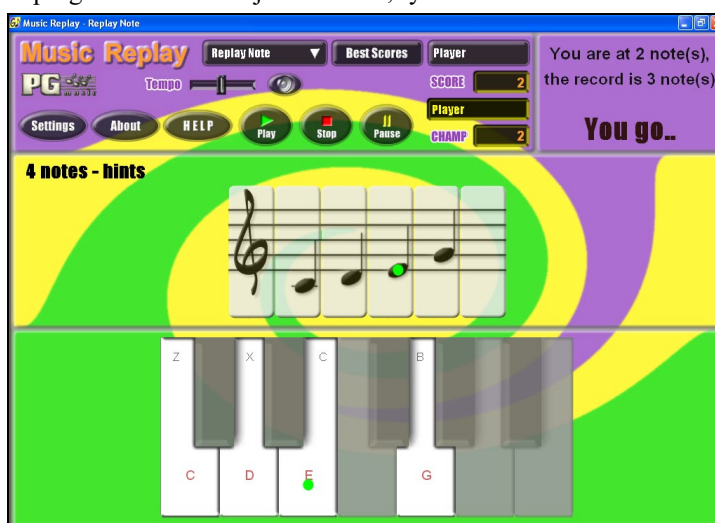 Music Replay - Replay Note
Music Replay
Replay Note
Best Scores
Player
PG music
Tempo
SCORE 2
Player
CHAMP 2
Settings
About
HELP
Play
Stop
Pause
You are at 2 note(s),
the record is 3 note(s)
You go..
4 notes - hints
Z X C B
C D E G